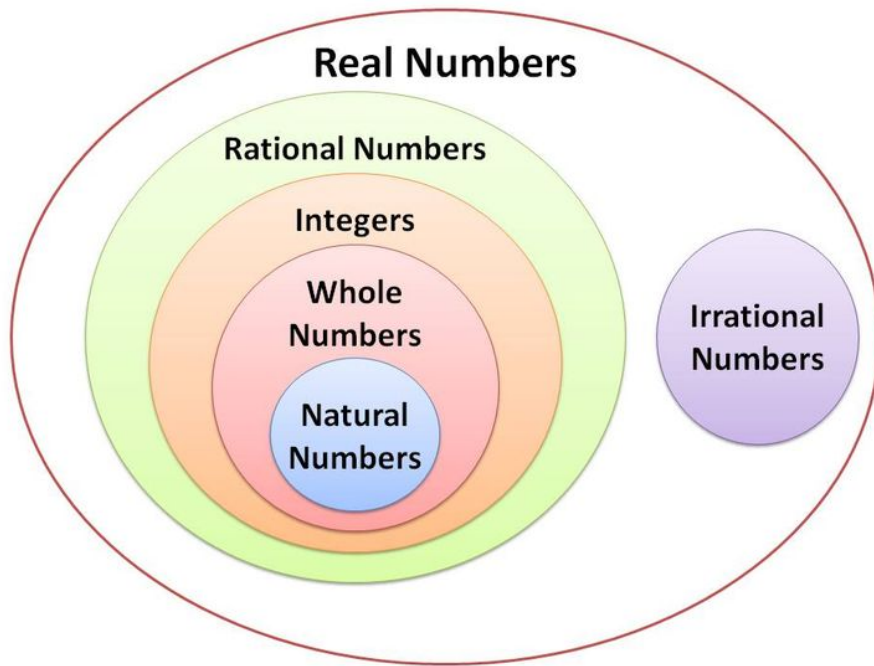 Real Numbers
Rational Numbers
Integers
Whole
Numbers
Natural
Numbers
Irrational
Numbers